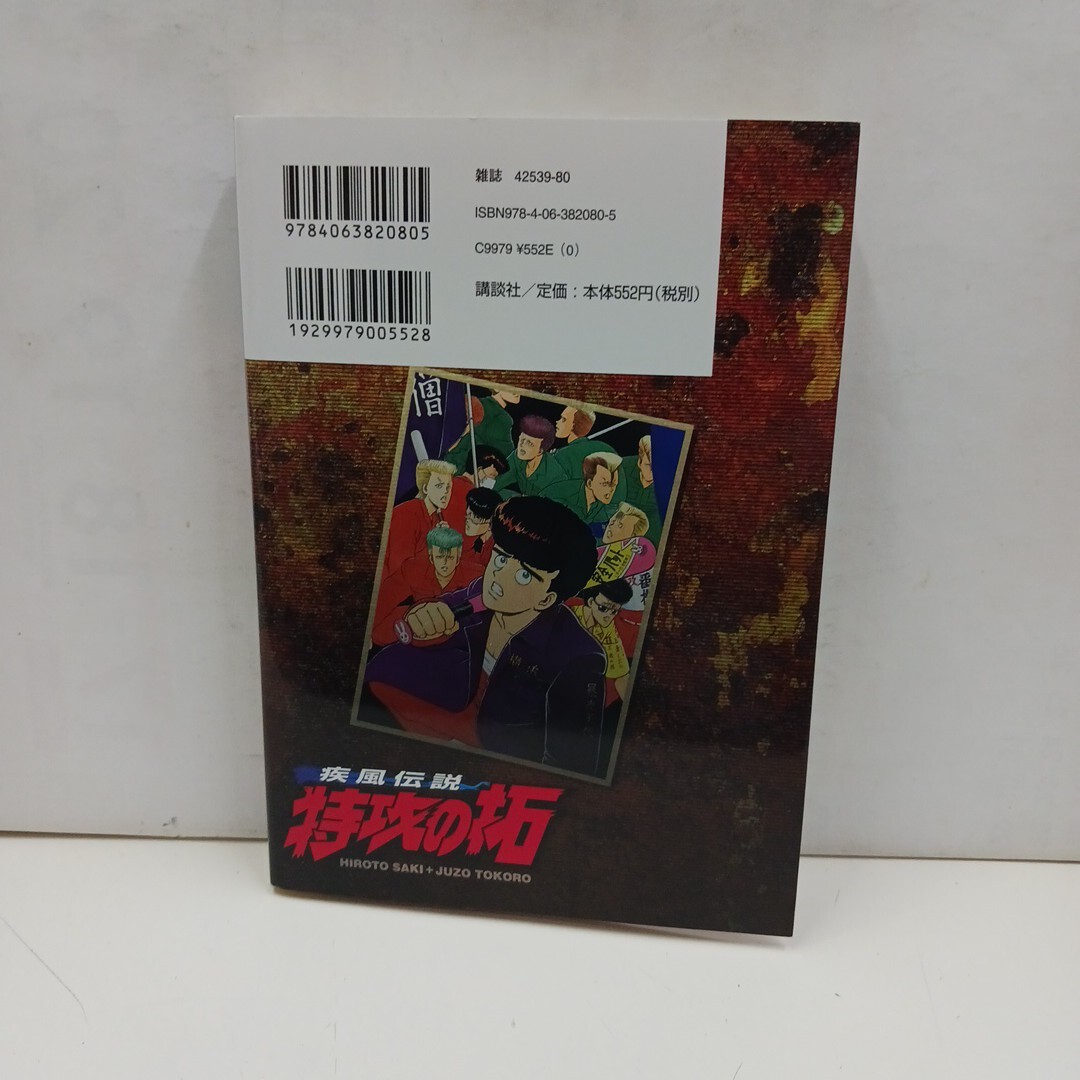 雑誌 42539-80
ISBN978-4-06-382080-5
C9979 ¥552E (0)
講談社／定価：本体552円(税別)
9784063820805
1929979005528
疾風伝説
特攻の拓
HIROTO SAKI+JUZO TOKORO